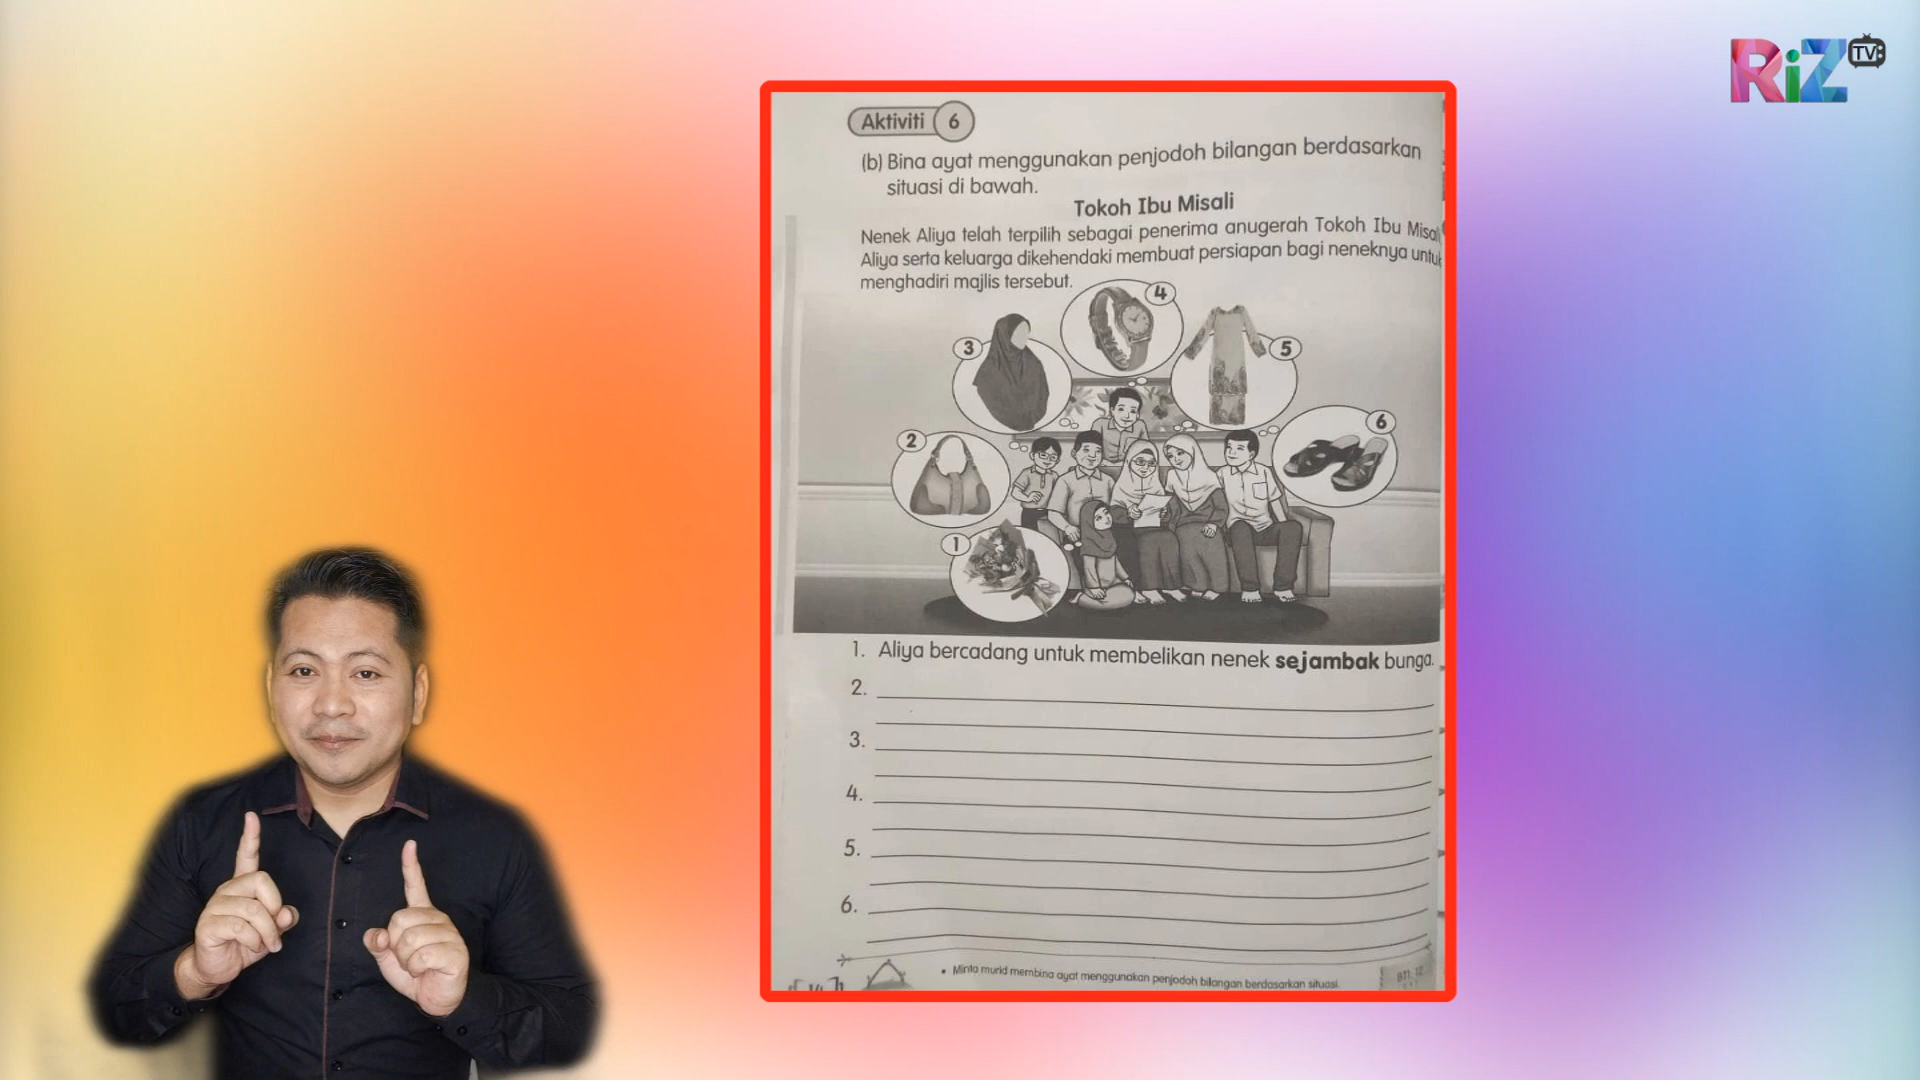 RiZ TV
Aktiviti 6
(b) Bina ayat menggunakan penjodoh bilangan berdasarkan
situasi di bawah.
Tokoh Ibu Misali
Nenek Aliya telah terpilih sebagai penerima anugerah Tokoh Ibu
Aliya serta keluarga dikehendaki membuat persiapan bagi neneknya
menghadiri majlis tersebut.
4
3
5
6
2
1
1. Aliya bercadang untuk membelikan nenek sejambak bunga.
2.
3.
4.
5.
6.
• Minta murid membina ayat menggunakan penjodoh bilangan berdasarkan situasi.